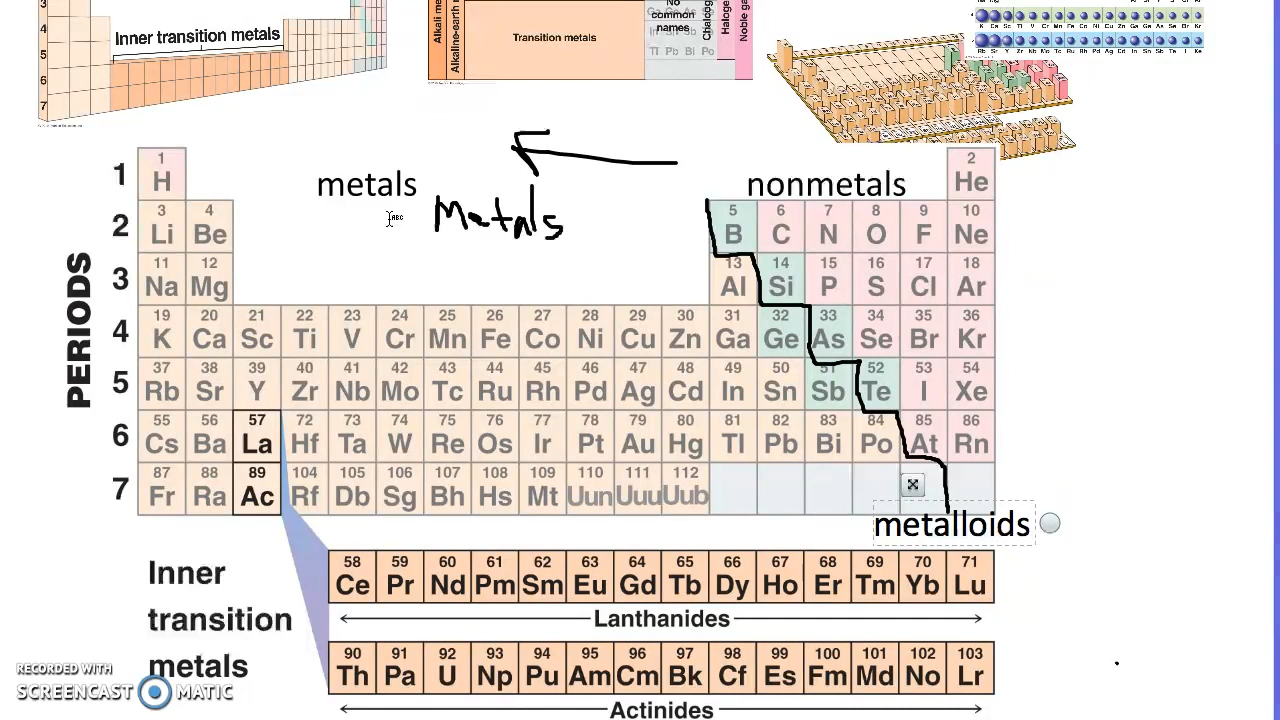 3
4
5
6
7
Inner transition metals
Alkali me
Alkaline-earth
Transition metals
No
common
names
Tl Pb Bi Po
Chalcog
Haloge
Noble ga
metals
Metals
nonmetals
PERIODS
1 2
1 H He
3 4 5 6 7 8 9 10
2 Li Be B C N O F Ne
11 12 13 14 15 16 17 18
3 Na Mg Al Si P S Cl Ar
19 20 21 22 23 24 25 26 27 28 29 30 31 32 33 34 35 36
4 K Ca Sc Ti V Cr Mn Fe Co Ni Cu Zn Ga Ge As Se Br Kr
37 38 39 40 41 42 43 44 45 46 47 48 49 50 51 52 53 54
5 Rb Sr Y Zr Nb Mo Tc Ru Rh Pd Ag Cd In Sn Sb Te I Xe
55 56 57 72 73 74 75 76 77 78 79 80 81 82 83 84 85 86
6 Cs Ba La Hf Ta W Re Os Ir Pt Au Hg Tl Pb Bi Po At Rn
87 88 89 104 105 106 107 108 109 110 111 112
7 Fr Ra Ac Rf Db Sg Bh Hs Mt Uun Uuu Uub
metalloids
Inner
transition
metals
58 59 60 61 62 63 64 65 66 67 68 69 70 71
Ce Pr Nd Pm Sm Eu Gd Tb Dy Ho Er Tm Yb Lu
Lanthanides
90 91 92 93 94 95 96 97 98 99 100 101 102 103
Th Pa U Np Pu Am Cm Bk Cf Es Fm Md No Lr
Actinides
RECORDED WITH
SCREENCAST MATIC